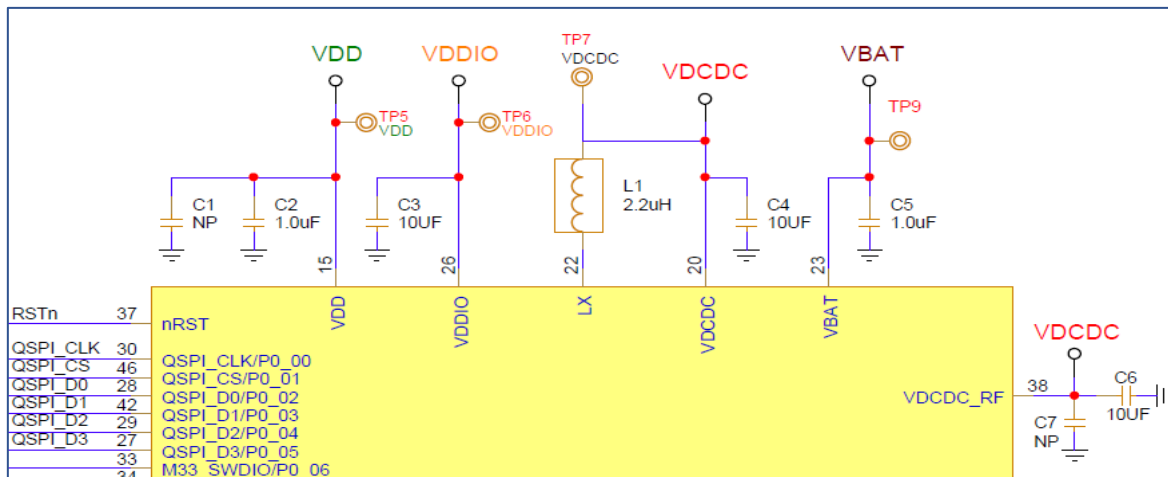 TP7
VDD
VDDIO
VDCDC
VBAT
VDCDC
TP5
VDD
TP6
VDDIO
TP9
C1
NP
C2
1.0uF
C3
10UF
L1
2.2uH
C4
10UF
C5
1.0uF
15
26
22
20
23
VDD
VDDIO
LX
VDCDC
VBAT
RSTn 37 nRST
QSPI_CLK 30 QSPI_CLK/P0_00
QSPI_CS 46 QSPI_CS/P0_01
QSPI_D0 28 QSPI_D0/P0_02
QSPI_D1 42 QSPI_D1/P0_03
QSPI_D2 29 QSPI_D2/P0_04
QSPI_D3 27 QSPI_D3/P0_05
33 M33_SWDIO/P0_06
34
VDCDC
VDCDC_RF 38
C6
10UF
C7
NP